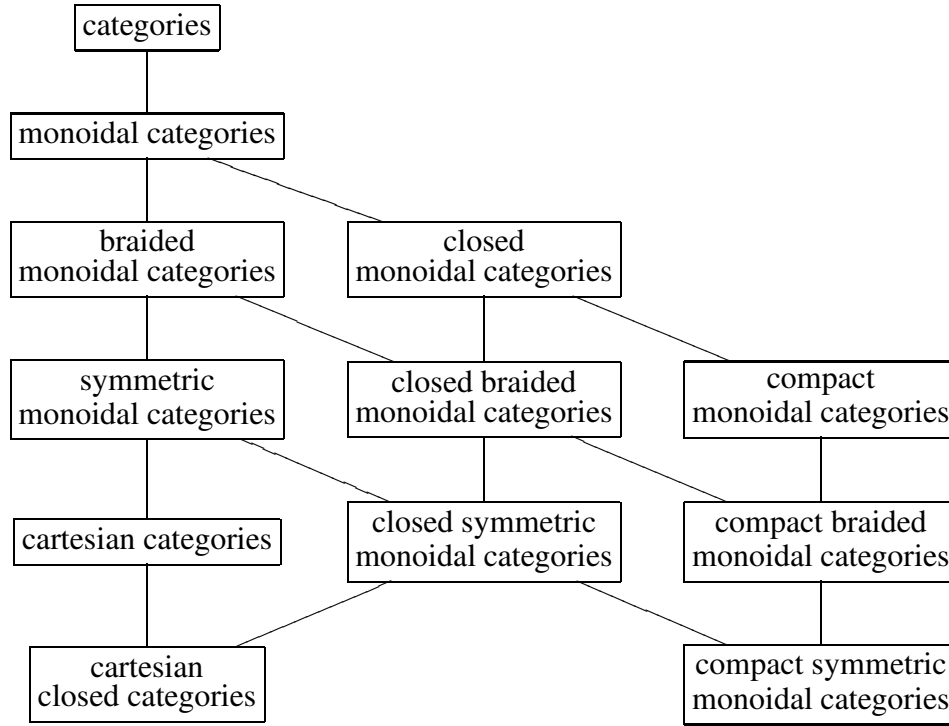 categories
monoidal categories
braided
monoidal categories
closed
monoidal categories
symmetric
monoidal categories
closed braided
monoidal categories
compact
monoidal categories
cartesian categories
closed symmetric
monoidal categories
compact braided
monoidal categories
cartesian
closed categories
compact symmetric
monoidal categories